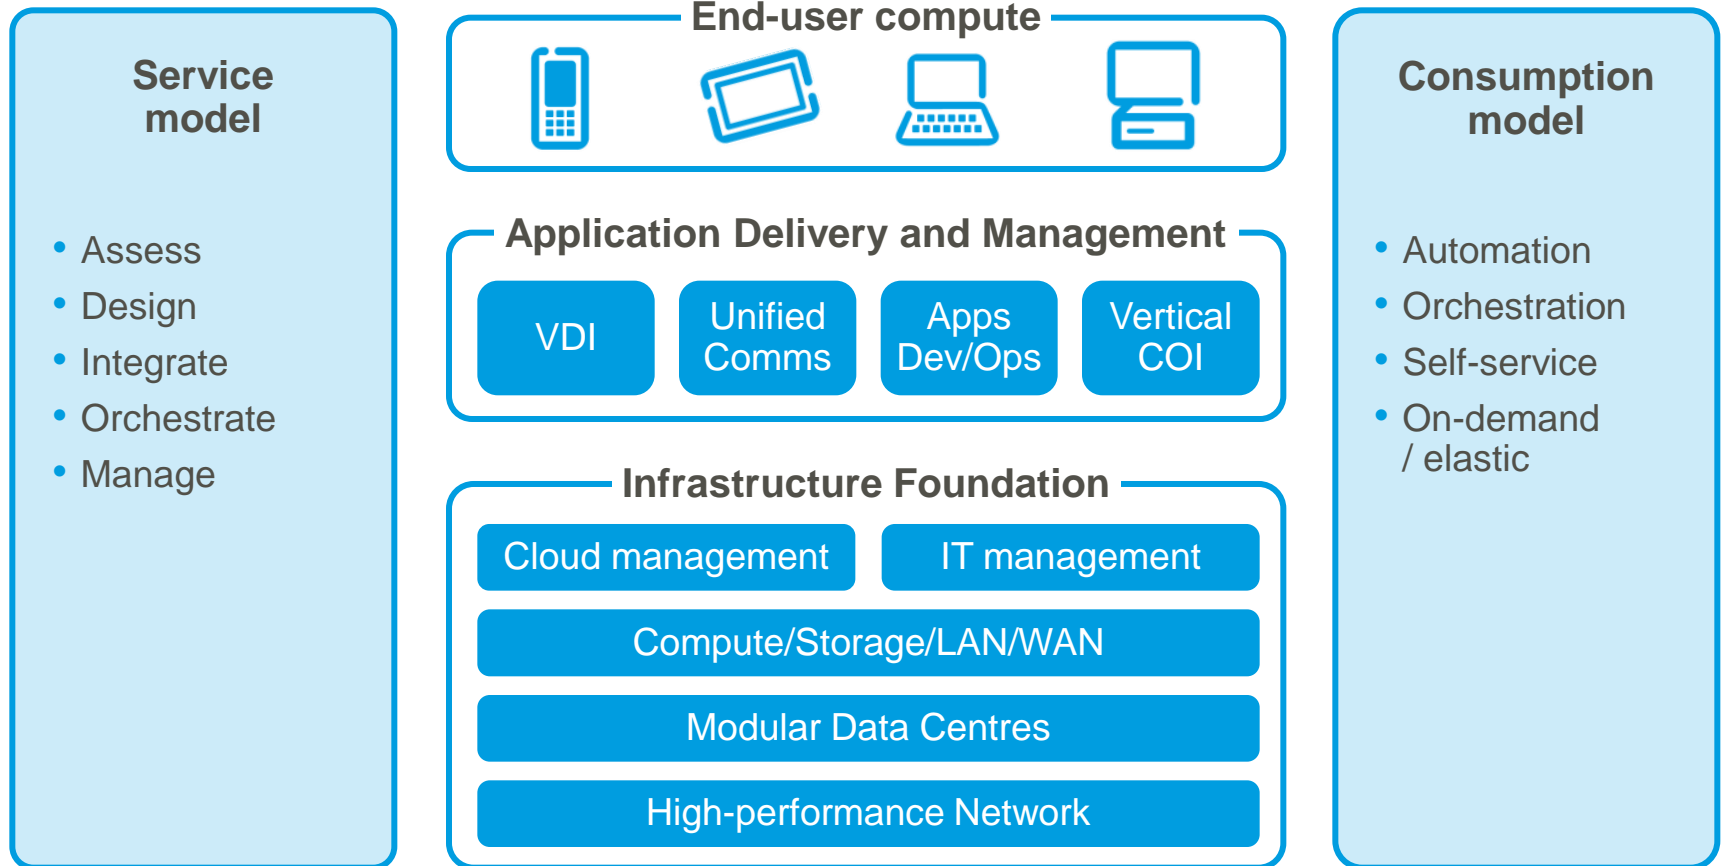 Service
model
• Assess
• Design
• Integrate
• Orchestrate
• Manage
End-user compute
Application Delivery and Management
VDI
Unified
Comms
Apps
Dev/Ops
Vertical
COI
Infrastructure Foundation
Cloud management
IT management
Compute/Storage/LAN/WAN
Modular Data Centres
High-performance Network
Consumption
model
• Automation
• Orchestration
• Self-service
• On-demand
/ elastic